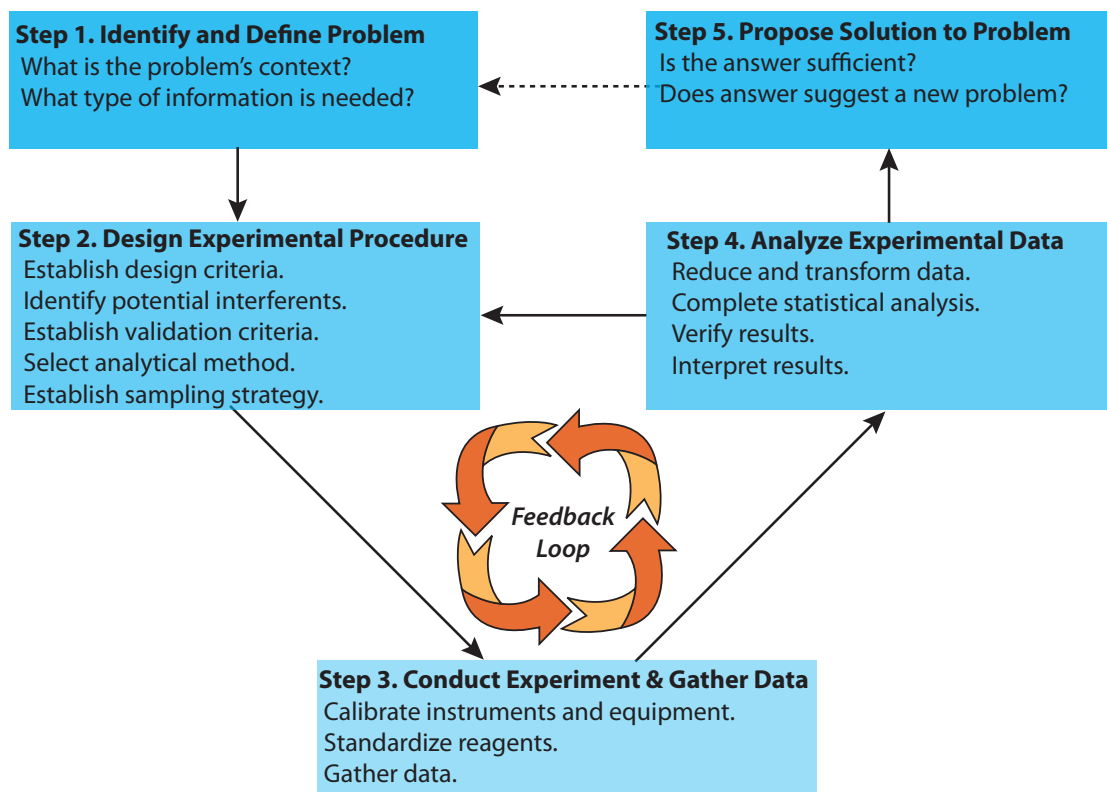 Step 1. Identify and Define Problem
What is the problem's context?
What type of information is needed?
Step 5. Propose Solution to Problem
Is the answer sufficient?
Does answer suggest a new problem?
Step 2. Design Experimental Procedure
Establish design criteria.
Identify potential interferents.
Establish validation criteria.
Select analytical method.
Establish sampling strategy.
Step 4. Analyze Experimental Data
Reduce and transform data.
Complete statistical analysis.
Verify results.
Interpret results.
Feedback
Loop
Step 3. Conduct Experiment & Gather Data
Calibrate instruments and equipment.
Standardize reagents.
Gather data.